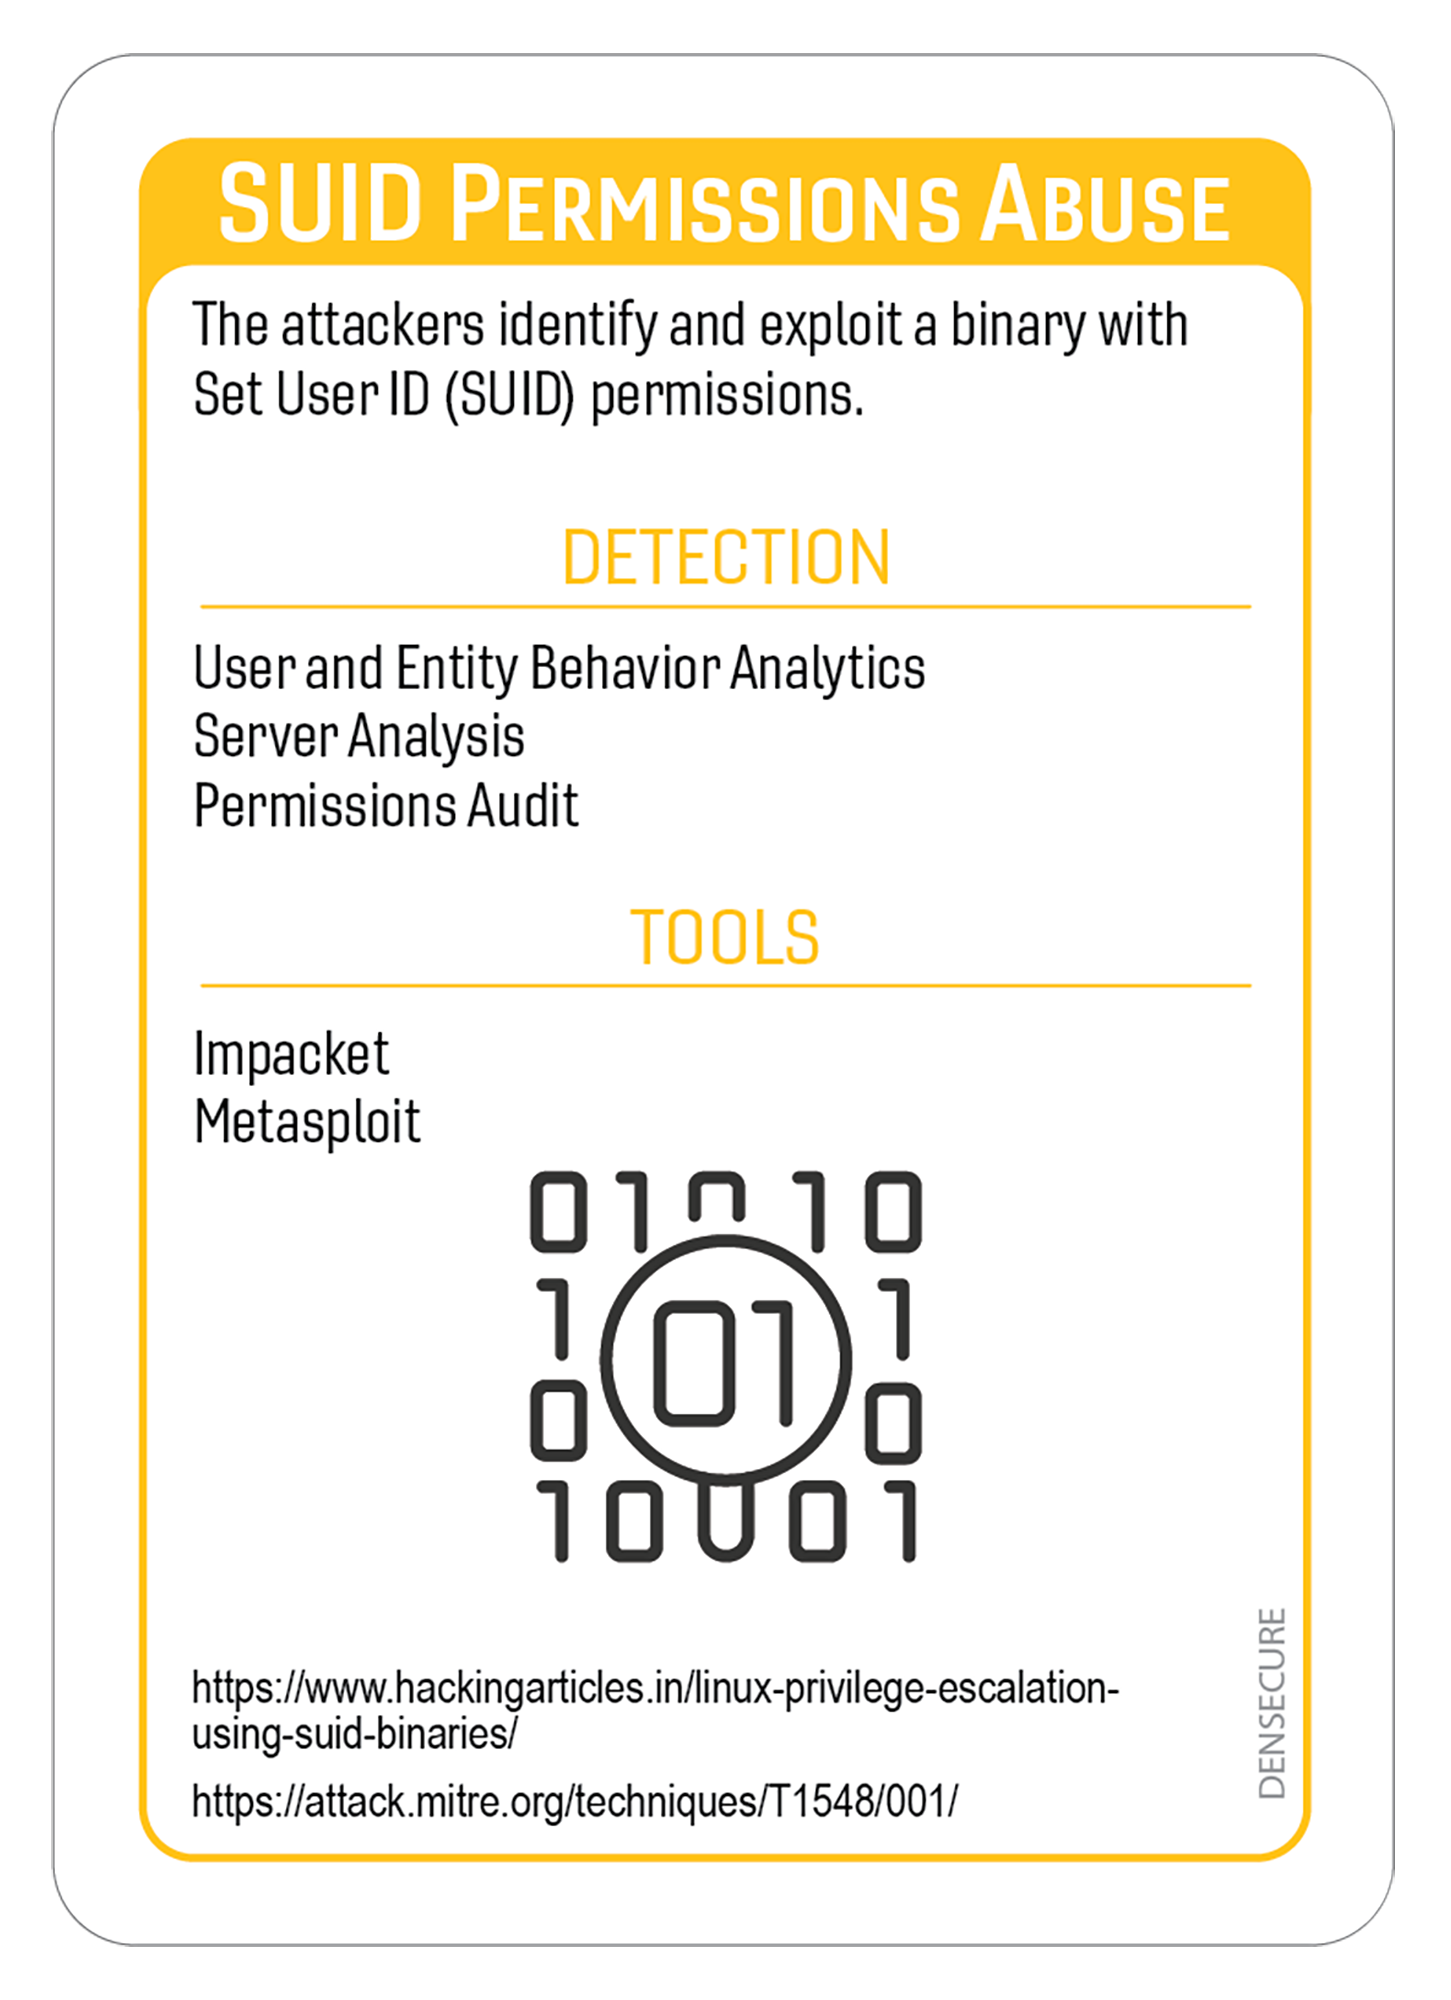 SUID PERMISSIONS ABUSE
The attackers identify and exploit a binary with
Set User ID (SUID) permissions.
DETECTION
User and Entity Behavior Analytics
Server Analysis
Permissions Audit
TOOLS
Impacket
Metasploit
01010
1 1
01
0 0
10001
https://www.hackingarticles.in/linux-privilege-escalation-
using-suid-binaries/
https://attack.mitre.org/techniques/T1548/001/
DENSECURE